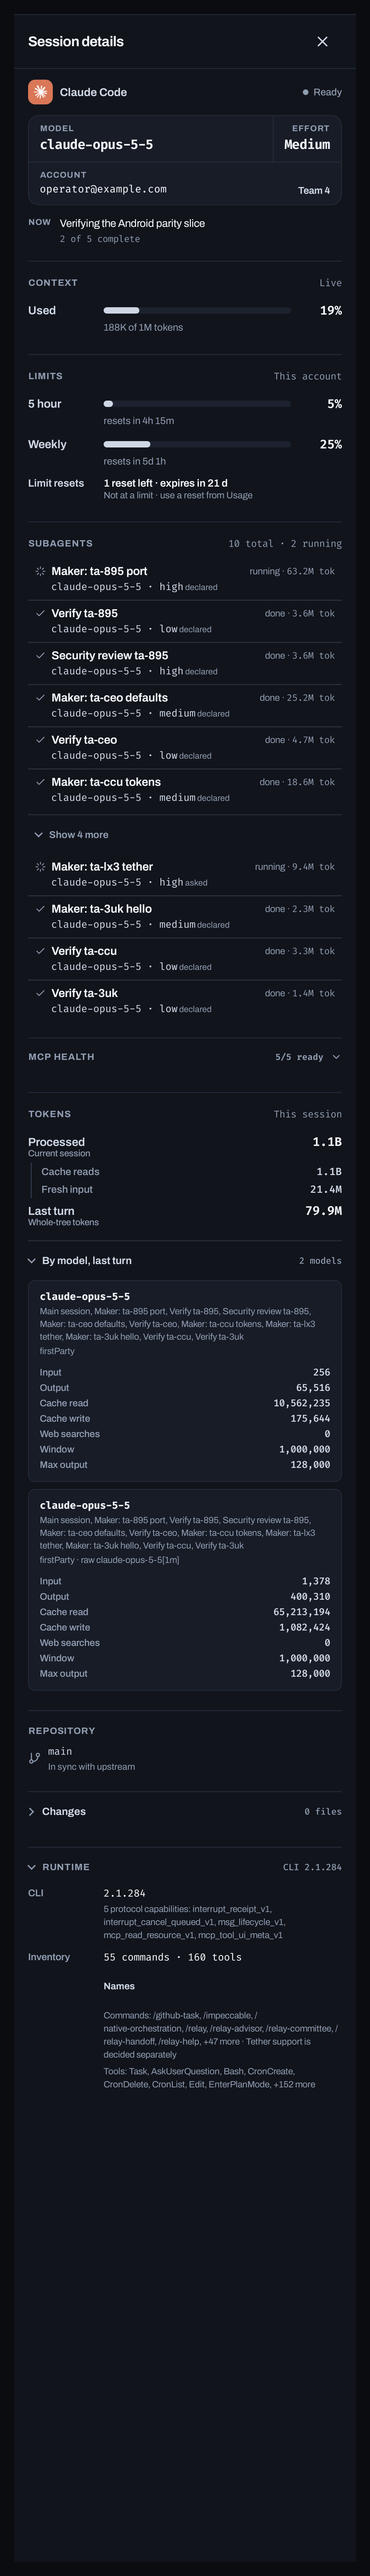 Session details
Claude Code
Ready
MODEL
claude-opus-5-5
EFFORT
Medium
ACCOUNT
operator@example.com
Team 4
NOW
Verifying the Android parity slice
2 of 5 complete
CONTEXT
Live
Used
19%
188K of 1M tokens
LIMITS
This account
5 hour
5%
resets in 4h 15m
Weekly
25%
resets in 5d 1h
Limit resets
1 reset left · expires in 21 d
Not at a limit · use a reset from Usage
SUBAGENTS
10 total · 2 running
Maker: ta-895 port
running · 63.2M tok
claude-opus-5-5 · high declared
Verify ta-895
done · 3.6M tok
claude-opus-5-5 · low declared
Security review ta-895
done · 3.6M tok
claude-opus-5-5 · high declared
Maker: ta-ceo defaults
done · 25.2M tok
claude-opus-5-5 · medium declared
Verify ta-ceo
done · 4.7M tok
claude-opus-5-5 · low declared
Maker: ta-ccu tokens
done · 18.6M tok
claude-opus-5-5 · medium declared
Show 4 more
Maker: ta-lx3 tether
running · 9.4M tok
claude-opus-5-5 · high asked
Maker: ta-3uk hello
done · 2.3M tok
claude-opus-5-5 · medium declared
Verify ta-ccu
done · 3.3M tok
claude-opus-5-5 · low declared
Verify ta-3uk
done · 1.4M tok
claude-opus-5-5 · low declared
MCP HEALTH
5/5 ready
TOKENS
This session
Processed
1.1B
Current session
Cache reads
1.1B
Fresh input
21.4M
Last turn
79.9M
Whole-tree tokens
By model, last turn
2 models
claude-opus-5-5
Main session, Maker: ta-895 port, Verify ta-895, Security review ta-895,
Maker: ta-ceo defaults, Verify ta-ceo, Maker: ta-ccu tokens, Maker: ta-lx3
tether, Maker: ta-3uk hello, Verify ta-ccu, Verify ta-3uk
firstParty
Input
256
Output
65,516
Cache read
10,562,235
Cache write
175,644
Web searches
0
Window
1,000,000
Max output
128,000
claude-opus-5-5
Main session, Maker: ta-895 port, Verify ta-895, Security review ta-895,
Maker: ta-ceo defaults, Verify ta-ceo, Maker: ta-ccu tokens, Maker: ta-lx3
tether, Maker: ta-3uk hello, Verify ta-ccu, Verify ta-3uk
firstParty · raw claude-opus-5-5[1m]
Input
1,378
Output
400,310
Cache read
65,213,194
Cache write
1,082,424
Web searches
0
Window
1,000,000
Max output
128,000
REPOSITORY
main
In sync with upstream
Changes
0 files
RUNTIME
CLI 2.1.284
CLI
2.1.284
5 protocol capabilities: interrupt_receipt_v1,
interrupt_cancel_queued_v1, msg_lifecycle_v1,
mcp_read_resource_v1, mcp_tool_ui_meta_v1
Inventory
55 commands · 160 tools
Names
Commands: /github-task, /impeccable, /
native-orchestration, /relay, /relay-advisor, /relay-committee, /
relay-handoff, /relay-help, +47 more · Tether support is
decided separately
Tools: Task, AskUserQuestion, Bash, CronCreate,
CronDelete, CronList, Edit, EnterPlanMode, +152 more